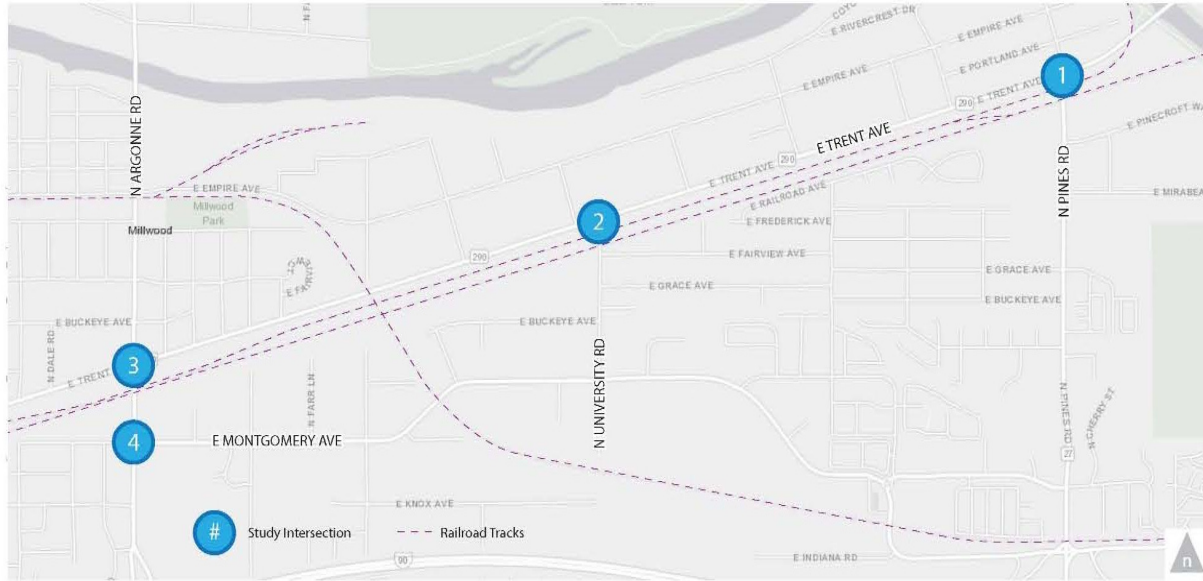 COYO
E RIVERCREST DR
E EMPIRE AVE
E PORTLAND AVE
1
E TRENT AVE
290
E EMPIRE AVE
E TRENT AVE
290
E TRENT AVE
E PINECROFT WA
N ARGONNE RD
N PINES RD
E EMPIRE AVE
Millwood
Park
Millwood
E RAILROAD AVE
E MIRABEA
2
E FREDERICK AVE
290
E FAIRVIEW AVE
E GRACE AVE
E GRACE AVE
E BUCKEYE AVE
E BUCKEYE AVE
E BUCKEYE AVE
N DALE RD
3
E TRENT
N FARR LN
N UNIVERSITY RD
N PINES RD
N CHERRY ST
4
E MONTGOMERY AVE
27
E KNOX AVE
#
Study Intersection
Railroad Tracks
90
E INDIANA RD
n